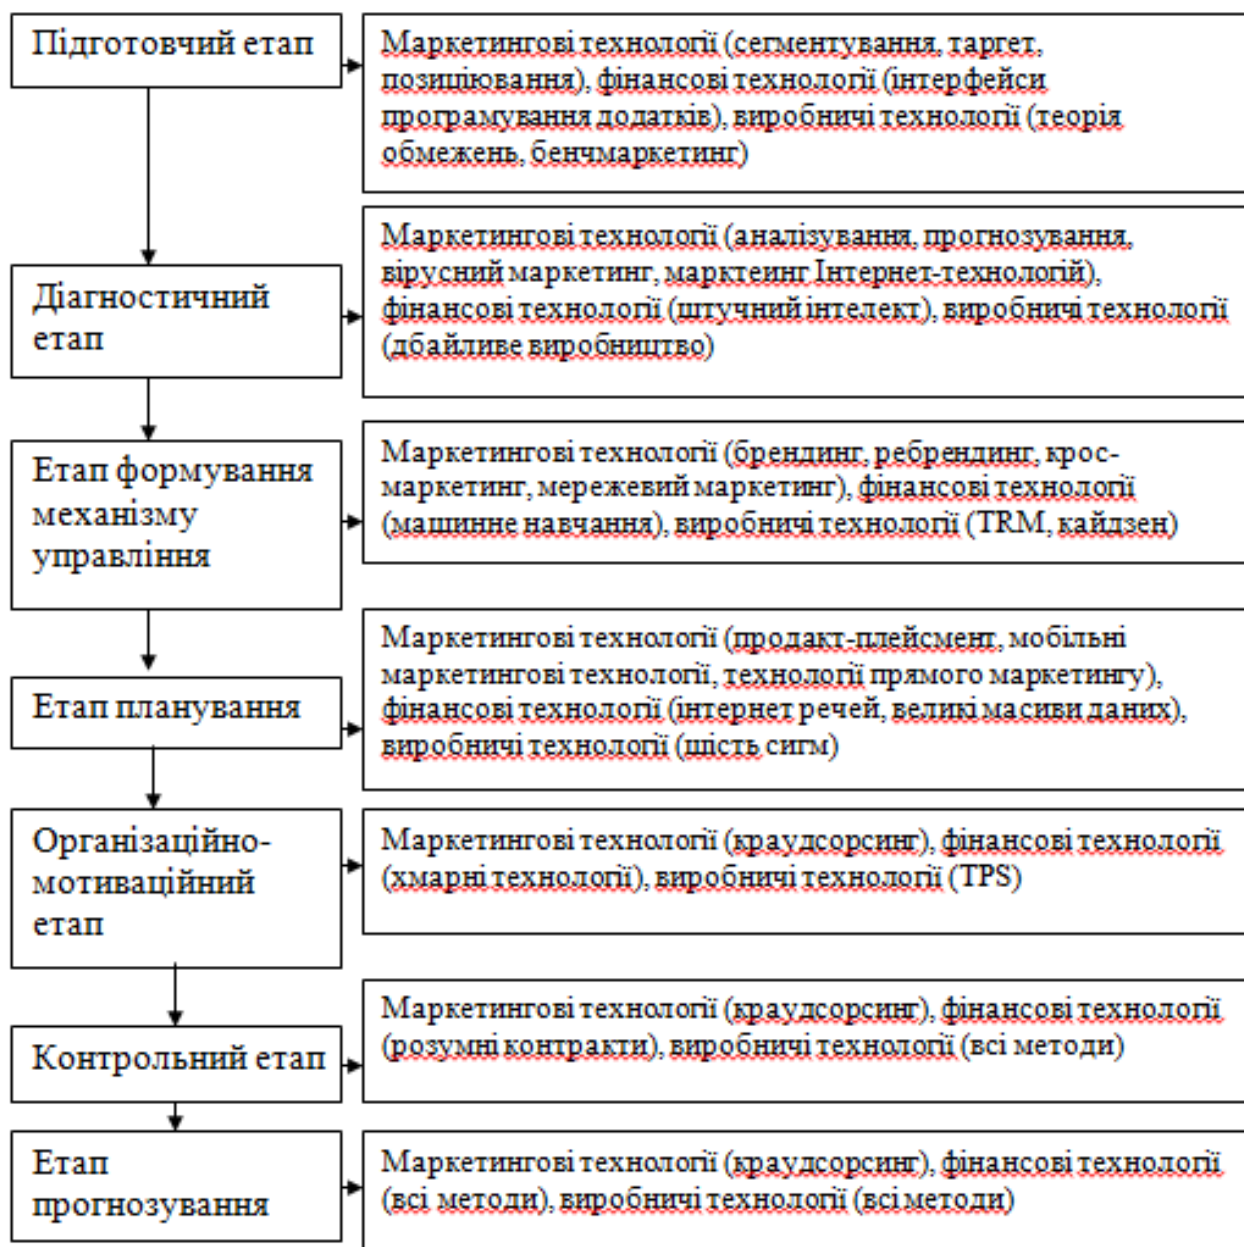 Підготовчий етап
Маркетингові технології (сегментування, таргет,
позиціювання), фінансові технології (інтерфейси
програмування додатків), виробничі технології (теорія
обмежень, бенчмаркетинг)
Діагностичний
етап
Маркетингові технології (аналізування, прогнозування,
вірусний маркетинг, марктеинг Інтернет-технологій),
фінансові технології (штучний інтелект), виробничі технології
(дбайливе виробництво)
Етап формування
механізму
управління
Маркетингові технології (брендинг, ребрендинг, крос-
маркетинг, мережевий маркетинг), фінансові технології
(машинне навчання), виробничі технології (TRM, кайдзен)
Етап планування
Маркетингові технології (продакт-плейсмент, мобільні
маркетингові технології, технології прямого маркетингу),
фінансові технології (інтернет речей, великі масиви даних),
виробничі технології (шість сигм)
Організаційно-
мотиваційний
етап
Маркетингові технології (краудсорсинг), фінансові технології
(хмарні технології), виробничі технології (TPS)
Контрольний етап
Маркетингові технології (краудсорсинг), фінансові технології
(розумні контракти), виробничі технології (всі методи)
Етап
прогнозування
Маркетингові технології (краудсорсинг), фінансові технології
(всі методи), виробничі технології (всі методи)